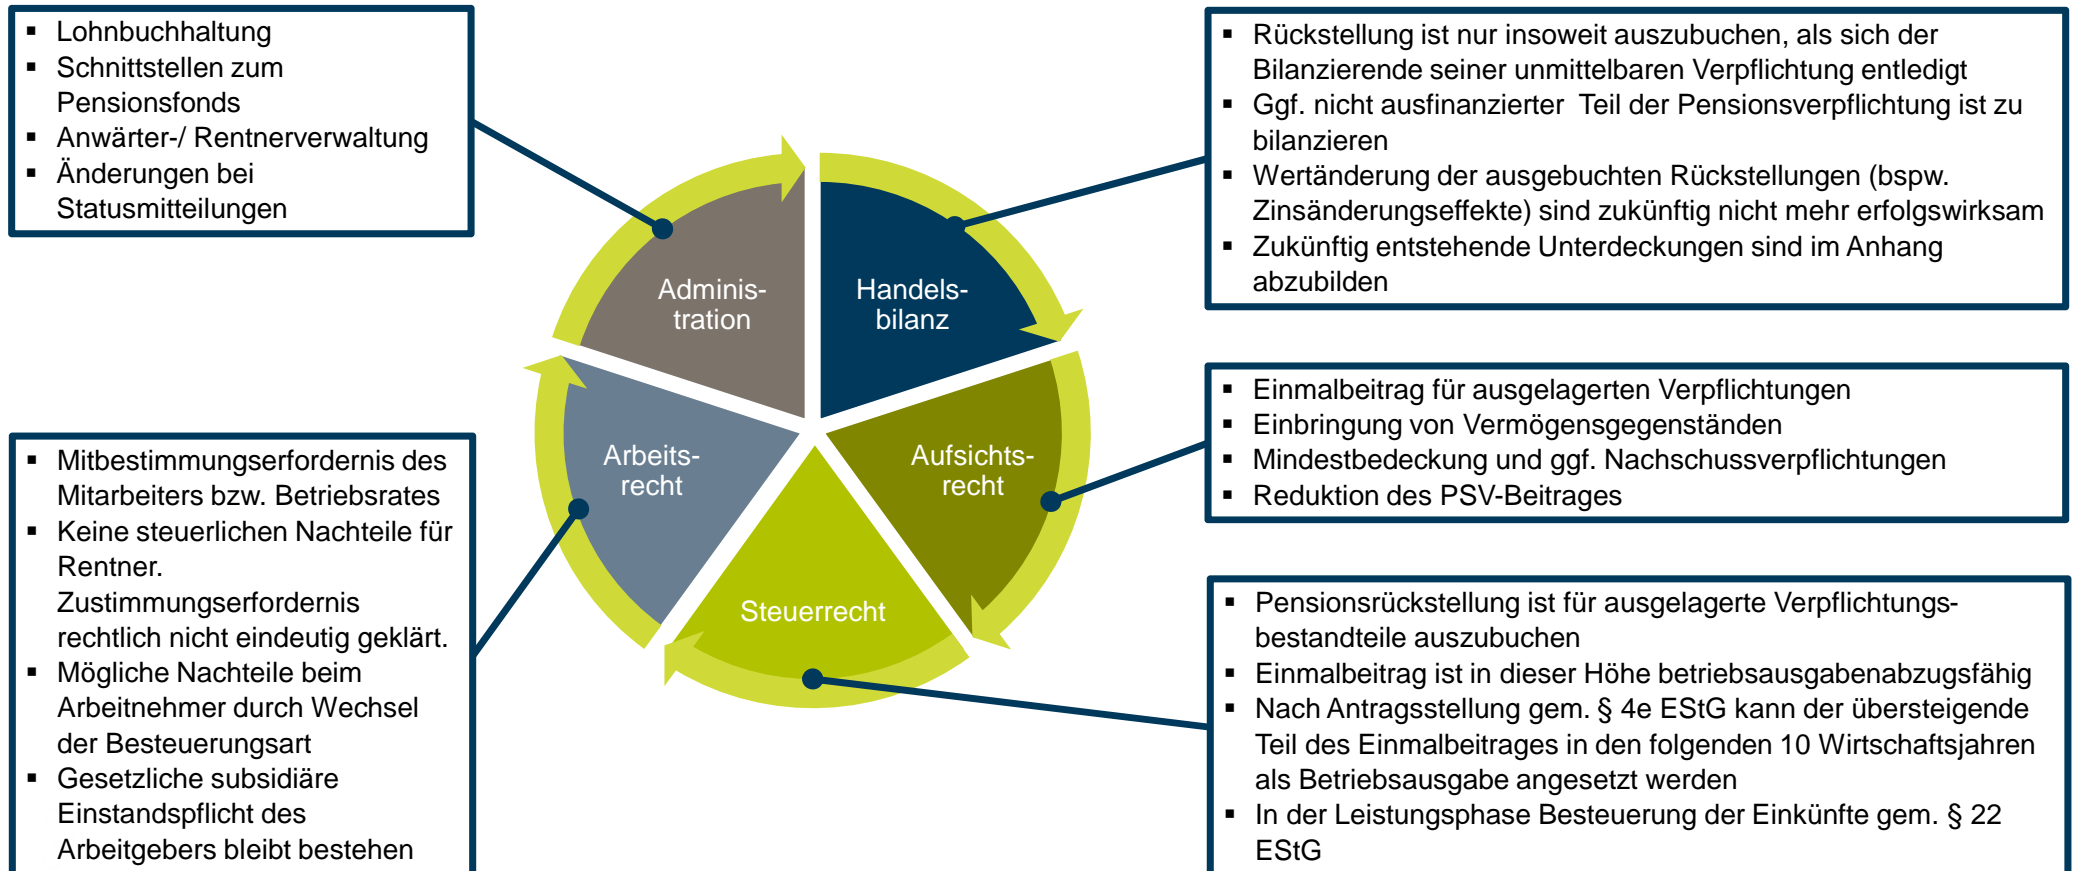 ▪ Lohnbuchhaltung
▪ Schnittstellen zum
Pensionsfonds
▪ Anwärter-/ Rentnerverwaltung
▪ Änderungen bei
Statusmitteilungen
▪ Rückstellung ist nur insoweit auszubuchen, als sich der
Bilanzierende seiner unmittelbaren Verpflichtung entledigt
▪ Ggf. nicht ausfinanzierter Teil der Pensionsverpflichtung ist zu
bilanzieren
▪ Wertänderung der ausgebuchten Rückstellungen (bspw.
Zinsänderungseffekte) sind zukünftig nicht mehr erfolgswirksam
▪ Zukünftig entstehende Unterdeckungen sind im Anhang
abzubilden
Adminis-
tration
Handels-
bilanz
Arbeits-
recht
Aufsichts-
recht
Steuerrecht
▪ Einmalbeitrag für ausgelagerten Verpflichtungen
▪ Einbringung von Vermögensgegenständen
▪ Mindestbedeckung und ggf. Nachschussverpflichtungen
▪ Reduktion des PSV-Beitrages
▪ Mitbestimmungserfordernis des
Mitarbeiters bzw. Betriebsrates
▪ Keine steuerlichen Nachteile für
Rentner.
Zustimmungserfordernis
rechtlich nicht eindeutig geklärt.
▪ Mögliche Nachteile beim
Arbeitnehmer durch Wechsel
der Besteuerungsart
▪ Gesetzliche subsidiäre
Einstandspflicht des
Arbeitgebers bleibt bestehen
▪ Pensionsrückstellung ist für ausgelagerte Verpflichtungs-
bestandteile auszubuchen
▪ Einmalbeitrag ist in dieser Höhe betriebsausgabenabzugsfähig
▪ Nach Antragsstellung gem. § 4e EStG kann der übersteigende
Teil des Einmalbeitrages in den folgenden 10 Wirtschaftsjahren
als Betriebsausgabe angesetzt werden
▪ In der Leistungsphase Besteuerung der Einkünfte gem. § 22
EStG